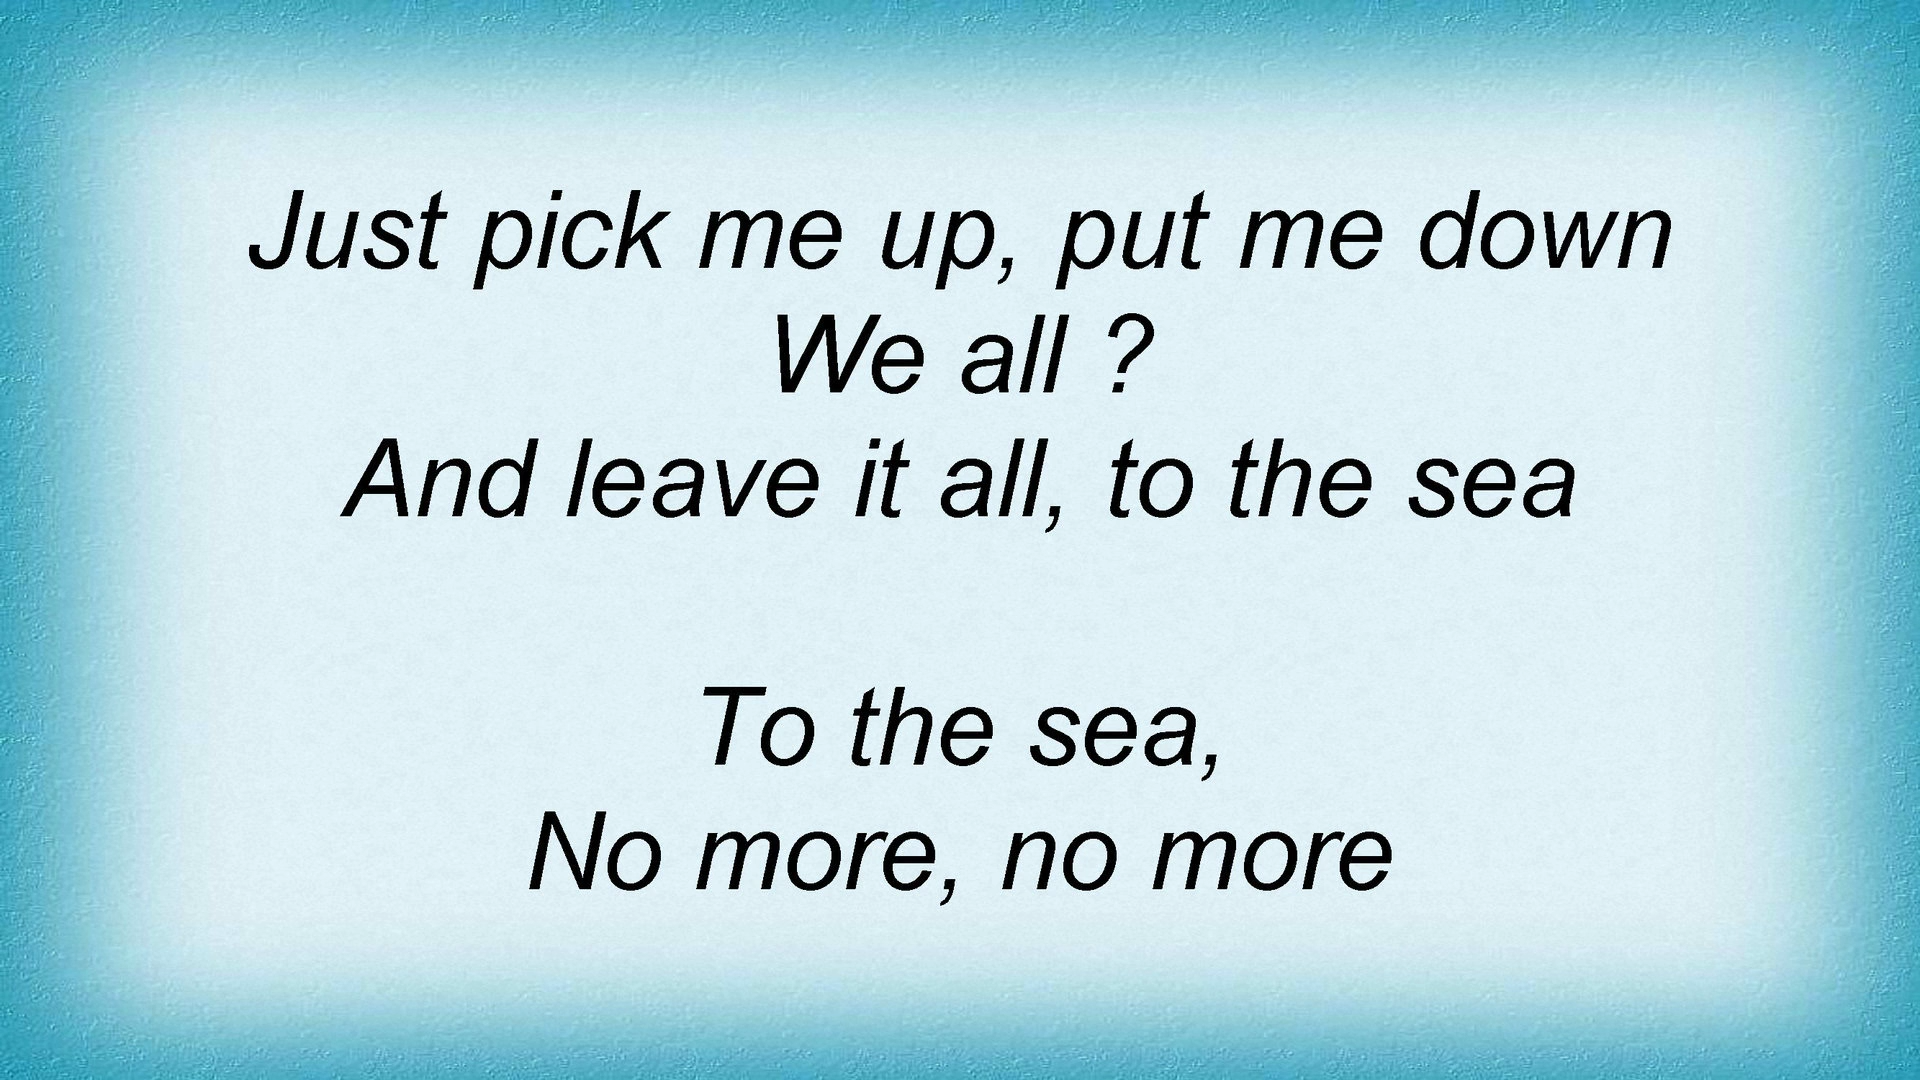 Just pick me up, put me down
We all ?
And leave it all, to the sea
To the sea,
No more, no more